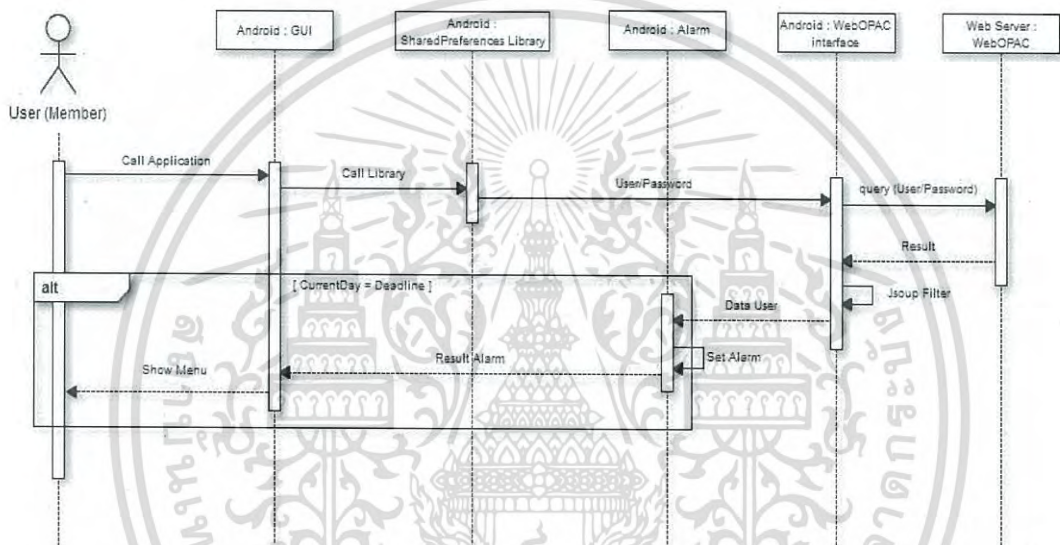 Android : GUI
Android :
SharedPreferences Library
Android : Alarm
Android : WebOPAC
interface
Web Server :
WebOPAC
User (Member)
Call Application
Call Library
User/Password
query (User/Password)
Result
alt
[ CurrentDay = Deadline ]
Jsoup Filter
Data User
Set Alarm
Result Alarm
Show Menu